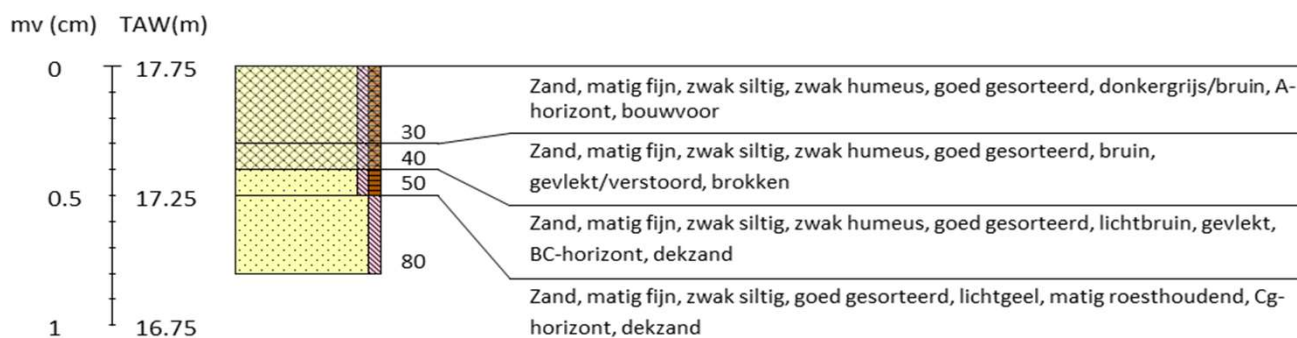 mv (cm) TAW(m)
0 17.75
Zand, matig fijn, zwak siltig, zwak humeus, goed gesorteerd, donkergrijs/bruin, A-
horizont, bouwvoor
30
Zand, matig fijn, zwak siltig, zwak humeus, goed gesorteerd, bruin,
gevlekt/verstoord, brokken
40
50
0.5 17.25
Zand, matig fijn, zwak siltig, zwak humeus, goed gesorteerd, lichtbruin, gevlekt,
BC-horizont, dekzand
80
Zand, matig fijn, zwak siltig, goed gesorteerd, lichtgeel, matig roesthoudend, Cg-
horizont, dekzand
1 16.75